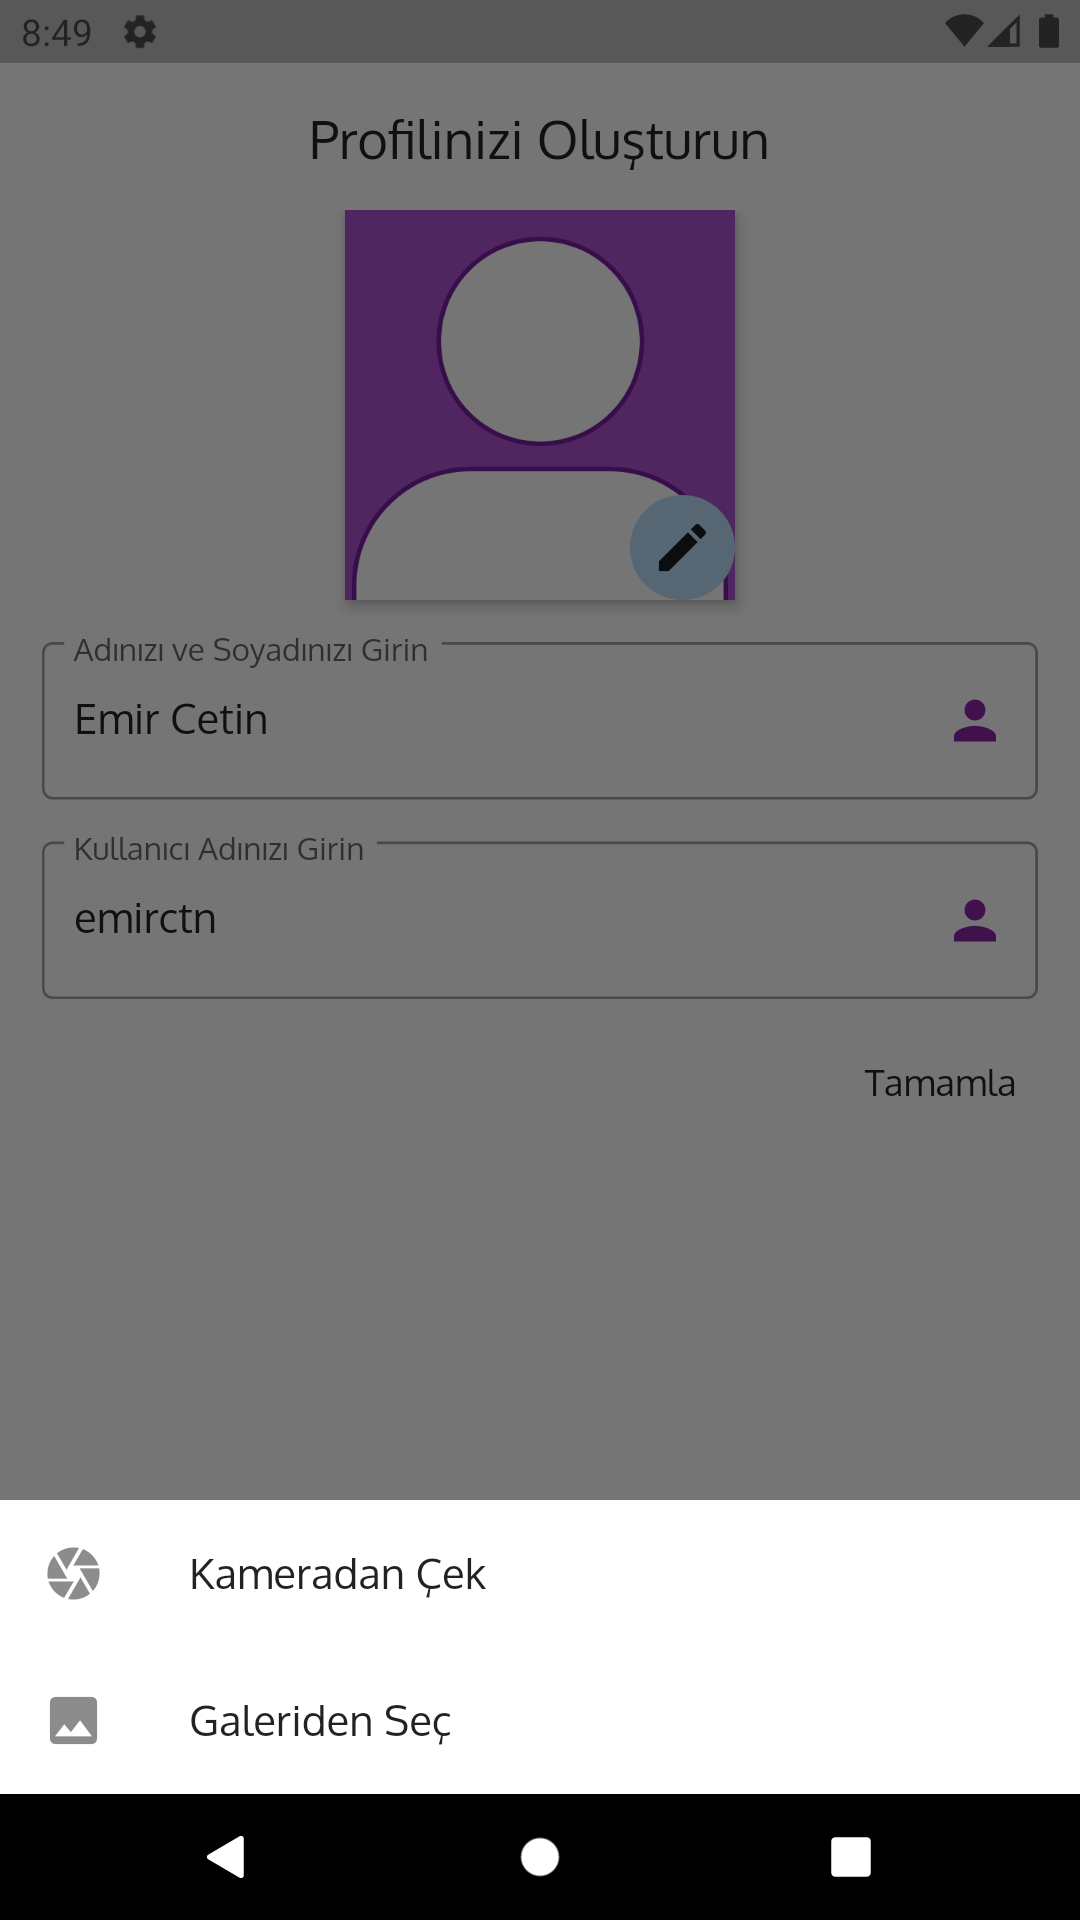 8:49
Profilinizi Oluşturun
Adınızı ve Soyadınızı Girin
Emir Cetin
Kullanıcı Adınızı Girin
emirctn
Tamamla
Kameradan Çek
Galeriden Seç